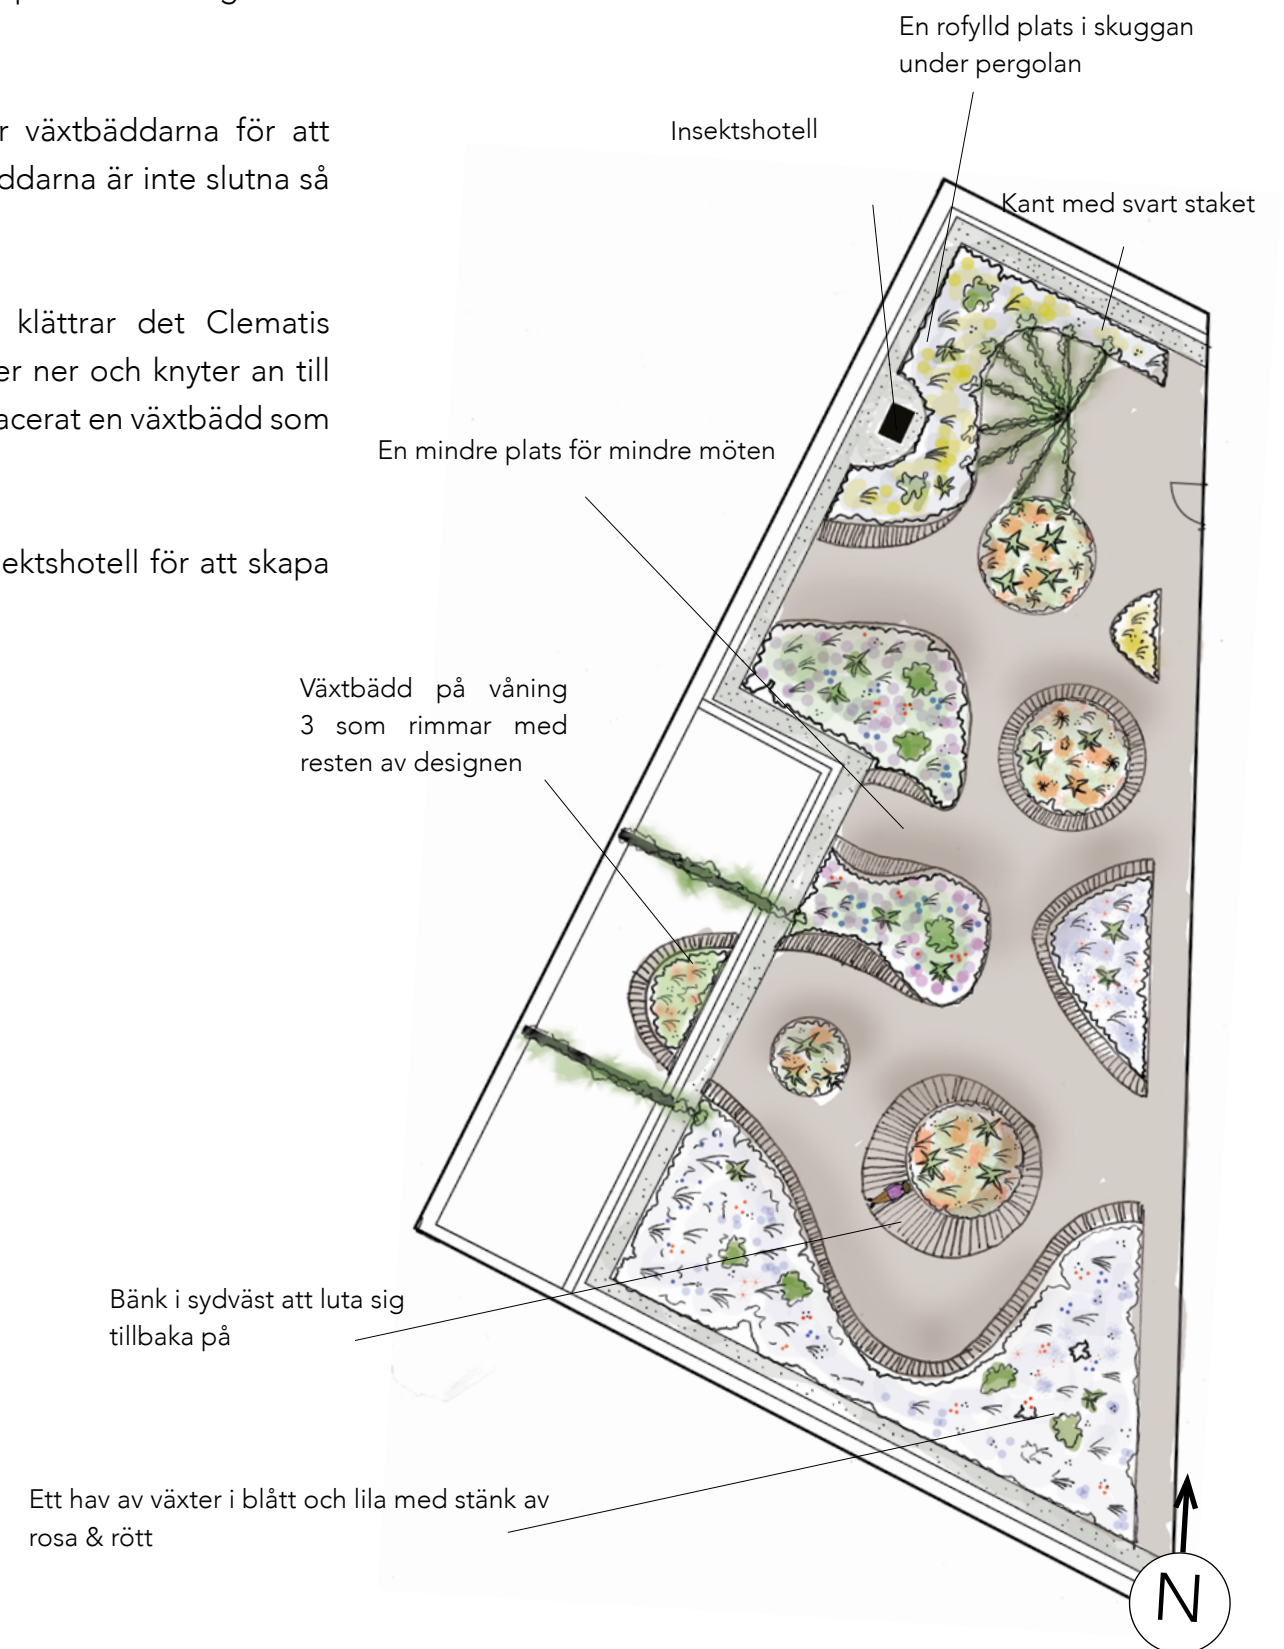 r växtbäddarna för att
ddarna är inte slutna så
klättrar det Clematis
er ner och knyter an till
acerat en växtbädd som
ektshotell för att skapa
En rofylld plats i skuggan
under pergolan
Insektshotell
Kant med svart staket
En mindre plats för mindre möten
Växtbädd på våning
3 som rimmar med
resten av designen
Bänk i sydväst att luta sig
tillbaka på
Ett hav av växter i blått och lila med stänk av
rosa & rött
N